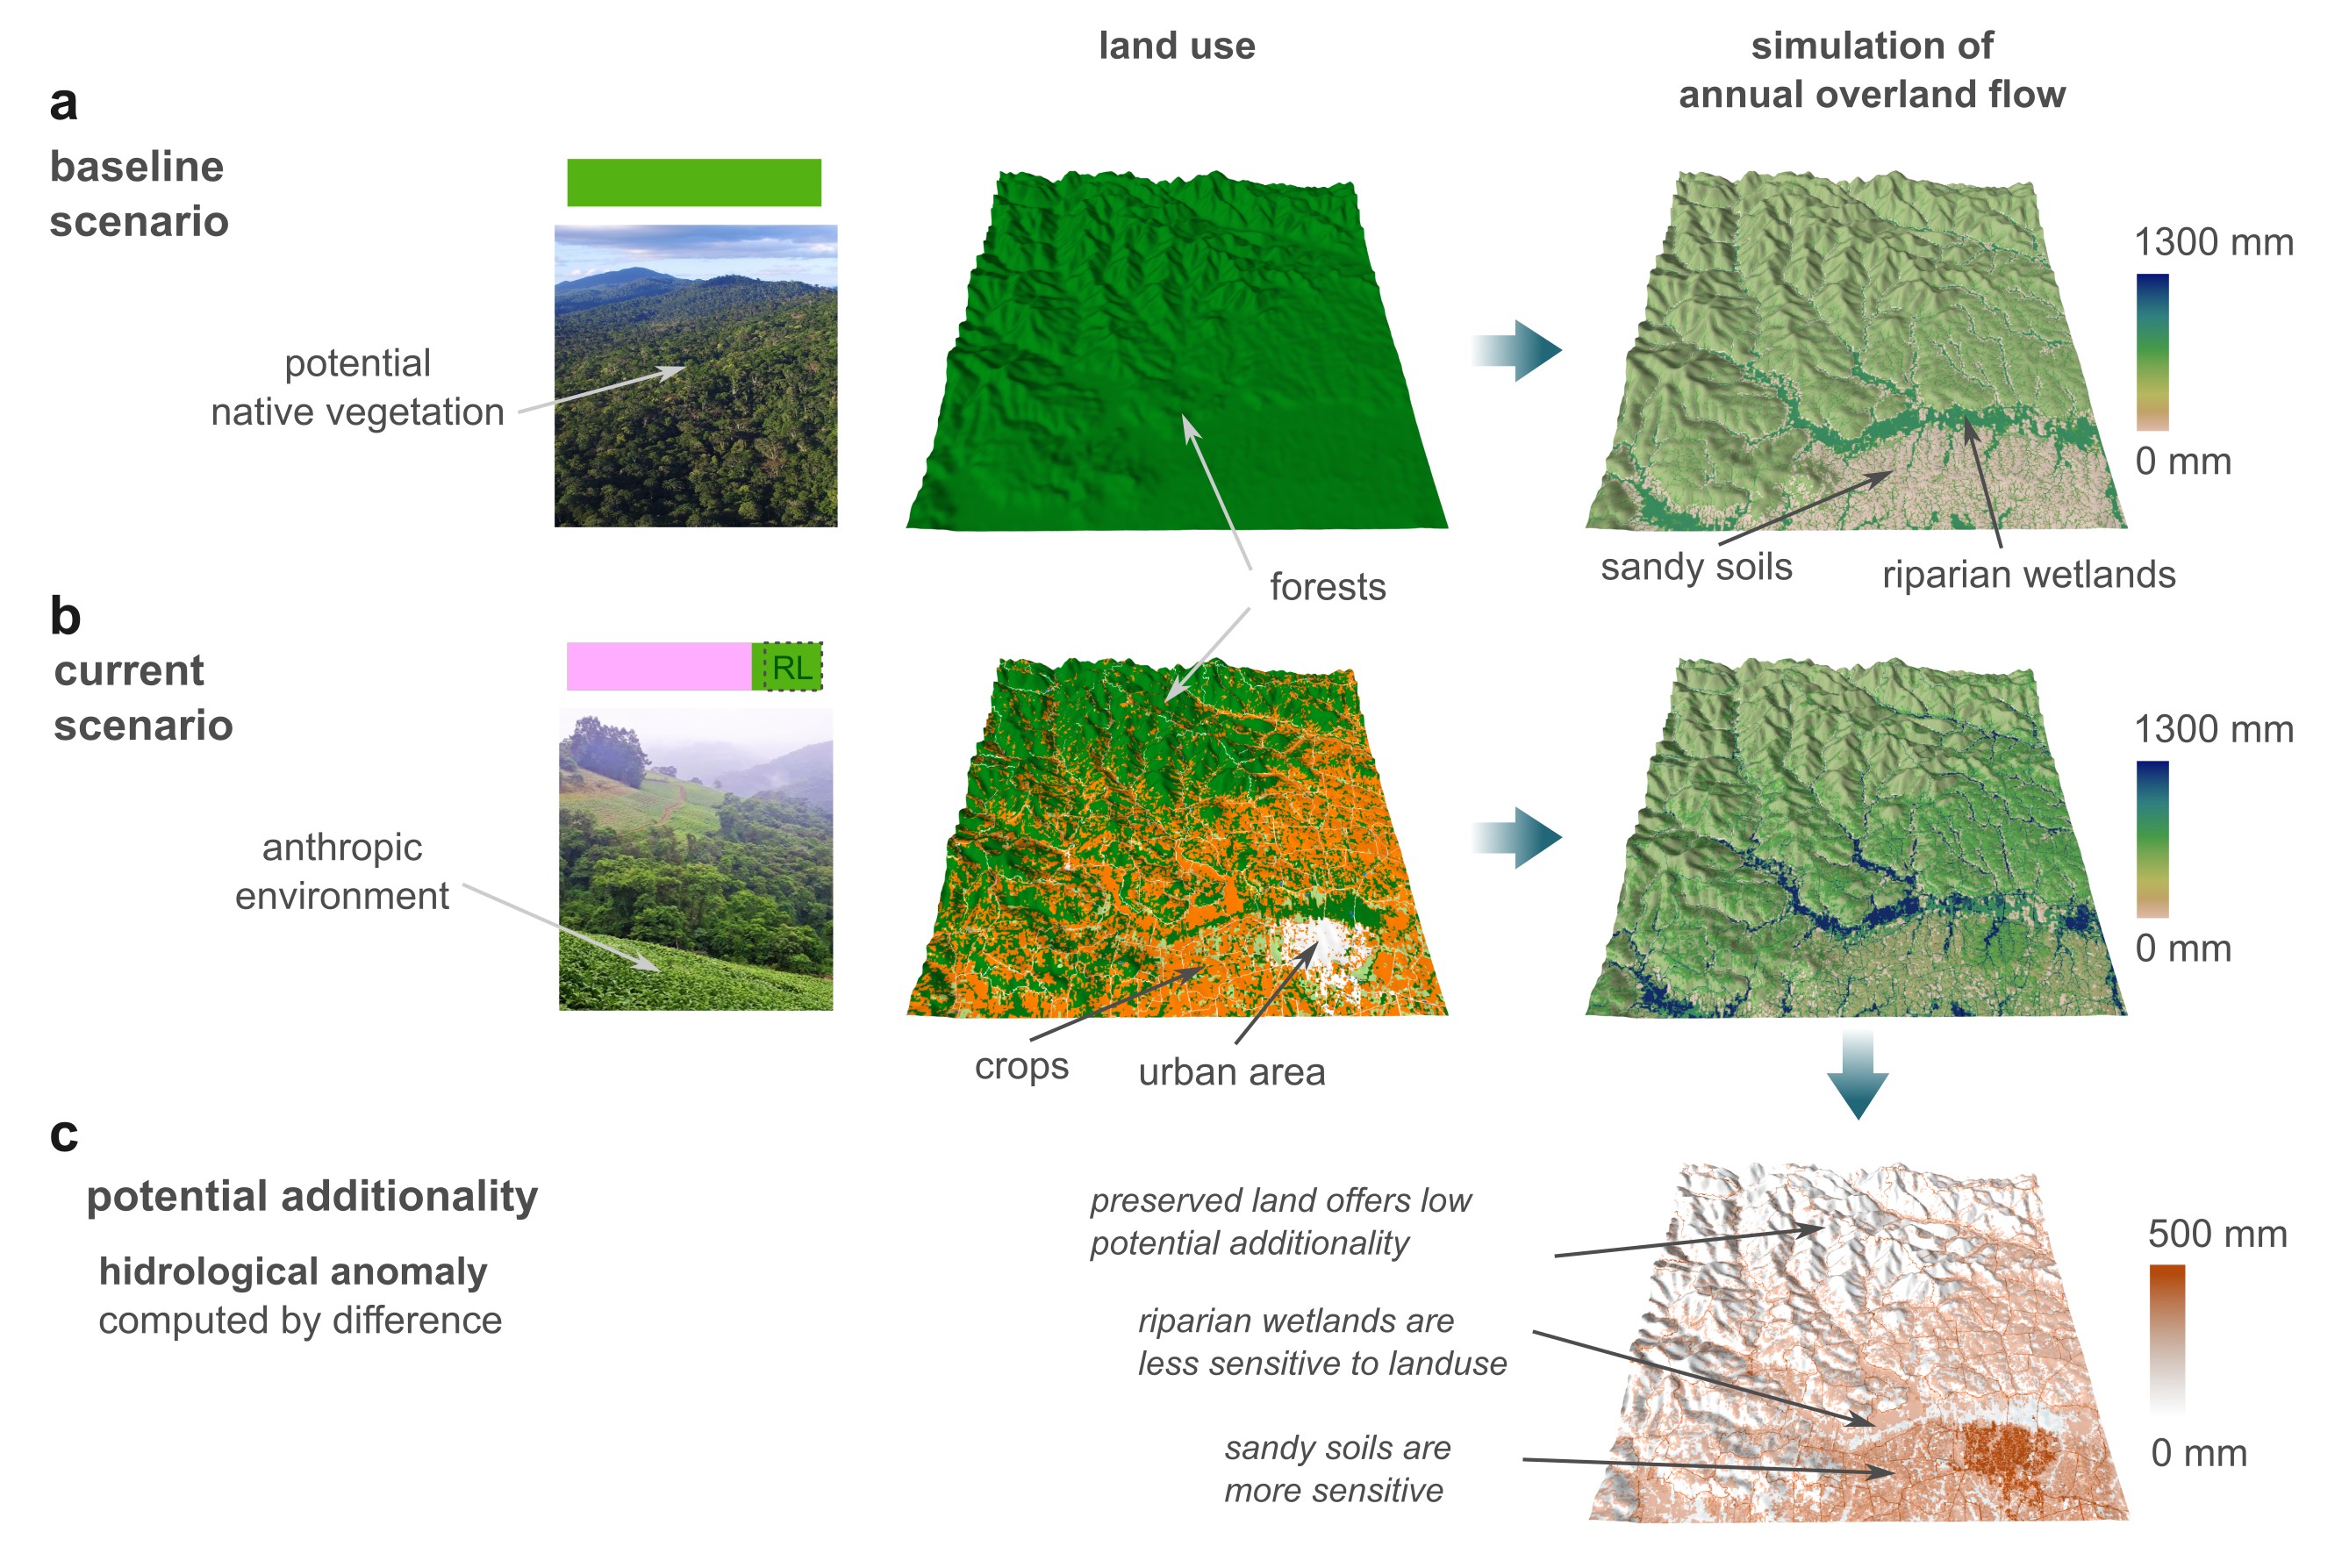 land use
simulation of
annual overland flow
a
baseline
scenario
1300 mm
potential
native vegetation
0 mm
sandy soils
riparian wetlands
forests
b
current
scenario
RL
1300 mm
anthropic
environment
0 mm
crops
urban area
c
potential additionality
hidrological anomaly
computed by difference
preserved land offers low
potential additionality
500 mm
riparian wetlands are
less sensitive to landuse
sandy soils are
more sensitive
0 mm